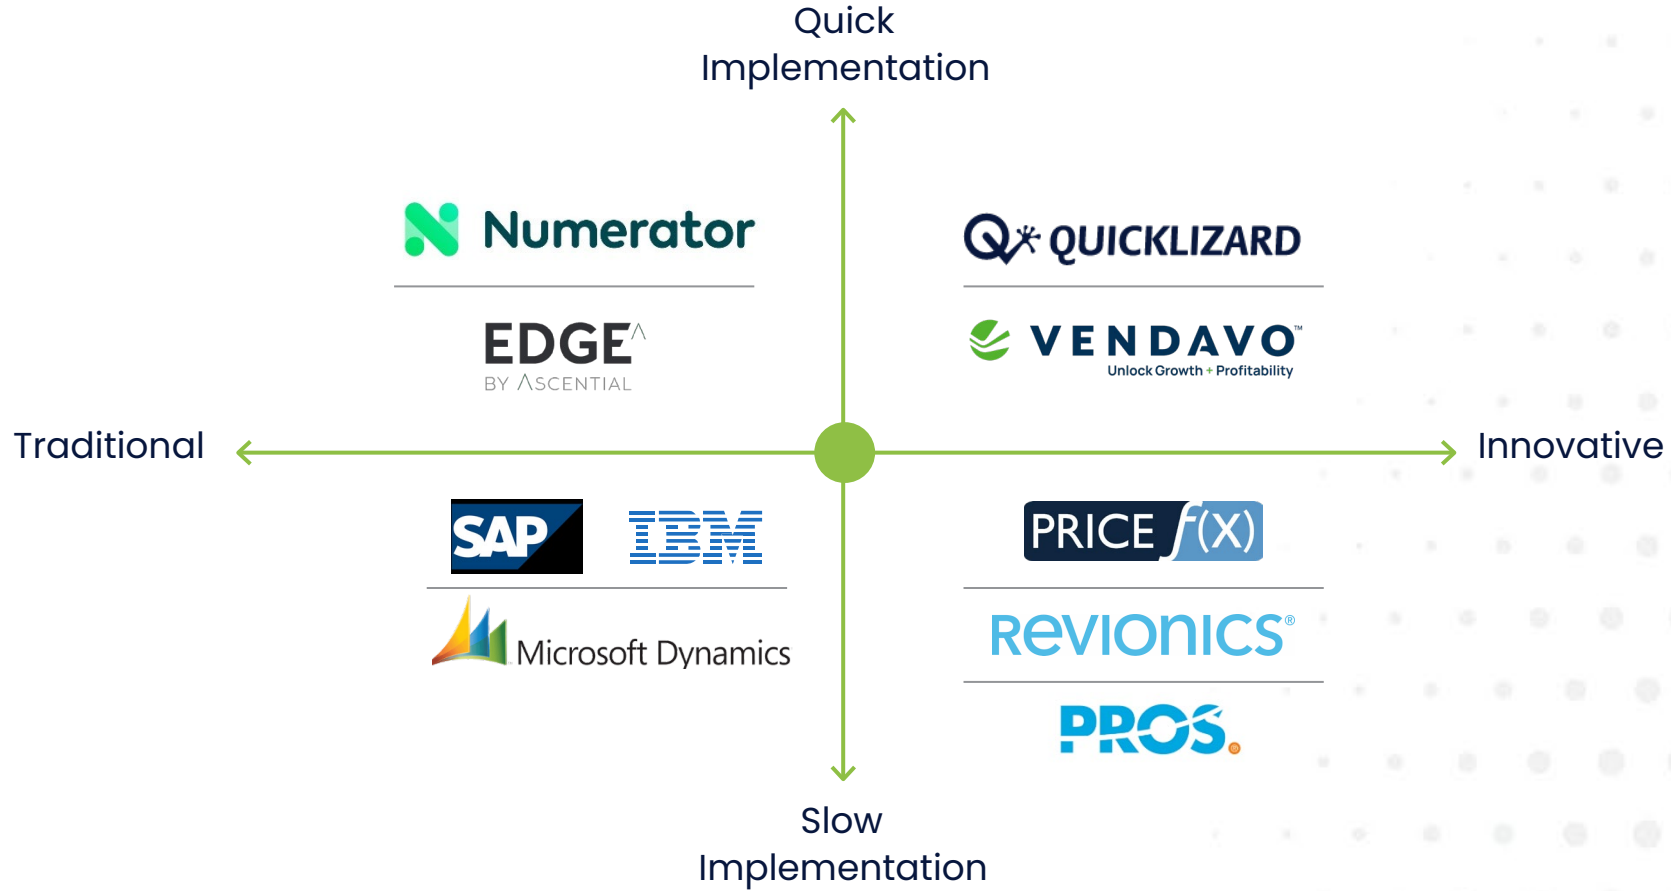 Quick
Implementation
Numerator
QUICKLIZARD
EDGE
BY ASCENTIAL
VENDAVO™
Unlock Growth + Profitability
Traditional
Innovative
SAP
IBM
PRICE f(X)
Microsoft Dynamics
REVIONICS®
PROS®
Slow
Implementation